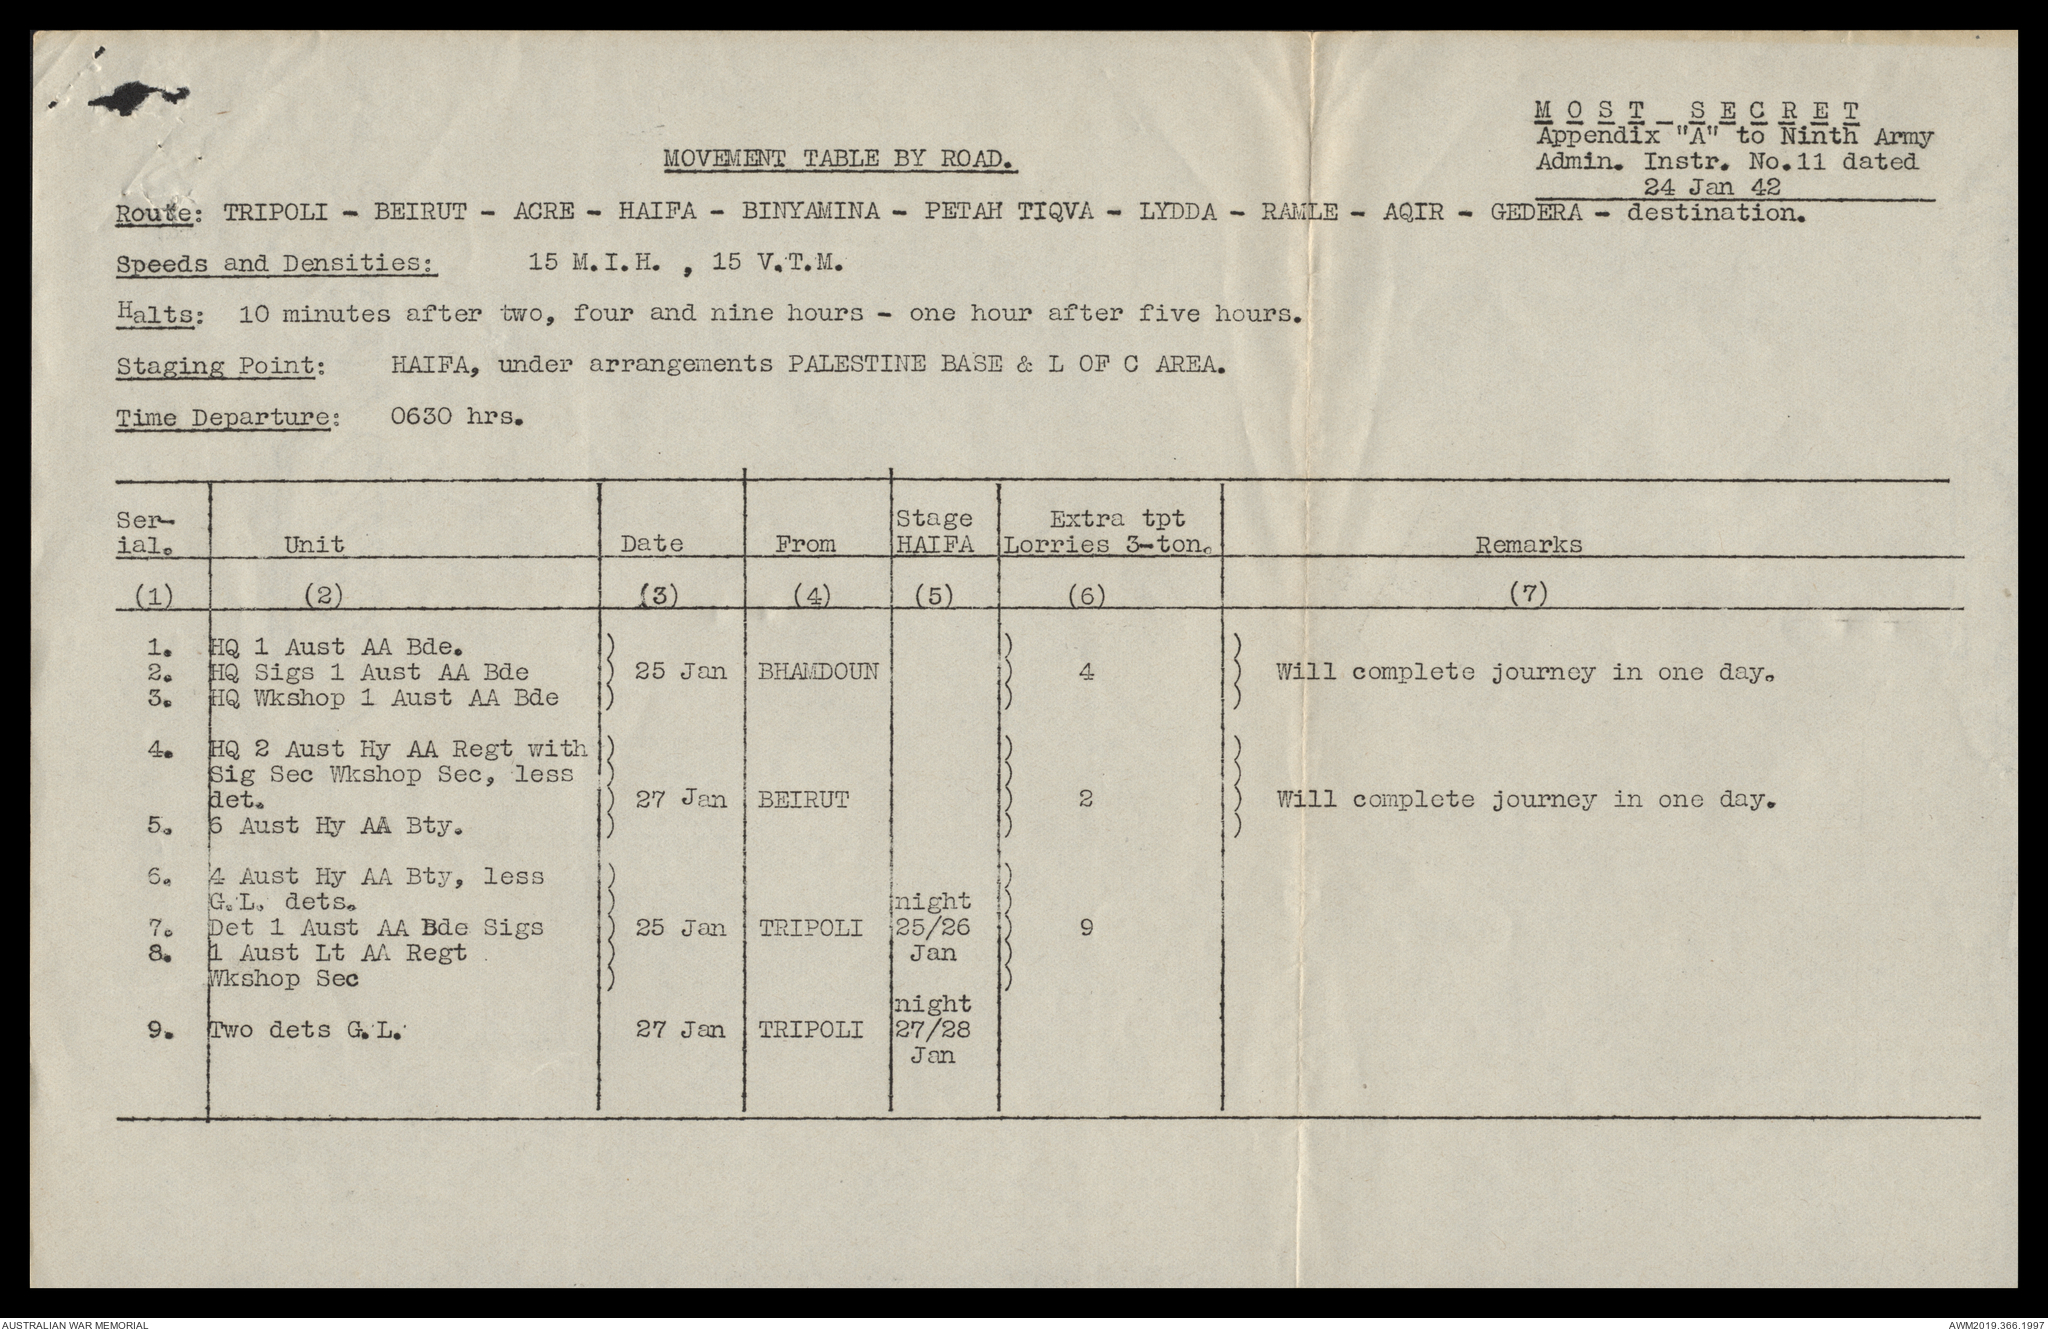 M O S T   S E C R E T
Appendix "A" to Ninth Army
Admin. Instr. No.11 dated
24 Jan 42
MOVEMENT TABLE BY ROAD.
Route: TRIPOLI - BEIRUT - ACRE - HAIFA - BINYAMINA - PETAH TIQVA - LYDDA - RAMLE - AQIR - GEDERA - destination.
Speeds and Densities: 15 M.I.H. , 15 V.T.M.
Halts: 10 minutes after two, four and nine hours - one hour after five hours.
Staging Point: HAIFA, under arrangements PALESTINE BASE & L OF C AREA.
Time Departure: 0630 hrs.
Ser- Stage Extra tpt
ial. Unit Date From HAIFA Lorries 3-ton. Remarks
(1) (2) (3) (4) (5) (6) (7)
1. HQ 1 Aust AA Bde. ) ) )
2. HQ Sigs 1 Aust AA Bde ) 25 Jan BHAMDOUN ) 4 ) Will complete journey in one day.
3. HQ Wkshop 1 Aust AA Bde ) ) )
4. HQ 2 Aust Hy AA Regt with ) ) )
Sig Sec Wkshop Sec, less ) ) )
det. ) 27 Jan BEIRUT ) 2 ) Will complete journey in one day.
5. 6 Aust Hy AA Bty. ) ) )
6. 4 Aust Hy AA Bty, less ) )
G.L. dets. ) night )
7. Det 1 Aust AA Bde Sigs ) 25 Jan TRIPOLI 25/26 ) 9
8. 1 Aust Lt AA Regt ) Jan )
Wkshop Sec ) )
night
9. Two dets G.L. 27 Jan TRIPOLI 27/28
Jan
AUSTRALIAN WAR MEMORIAL AWM2019.366.1997